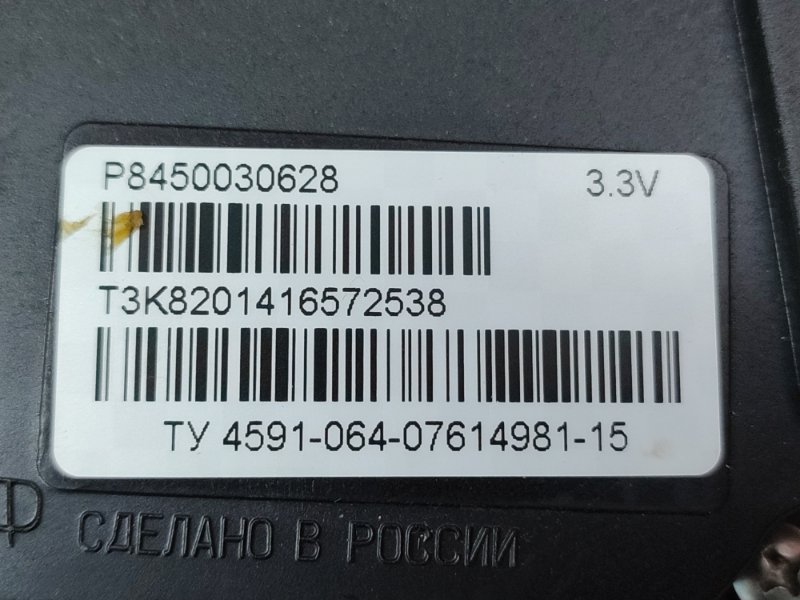 P8450030628 3.3V
T3K8201416572538
ТУ 4591-064-07614981-15
СДЕЛАНО В РОССИИ